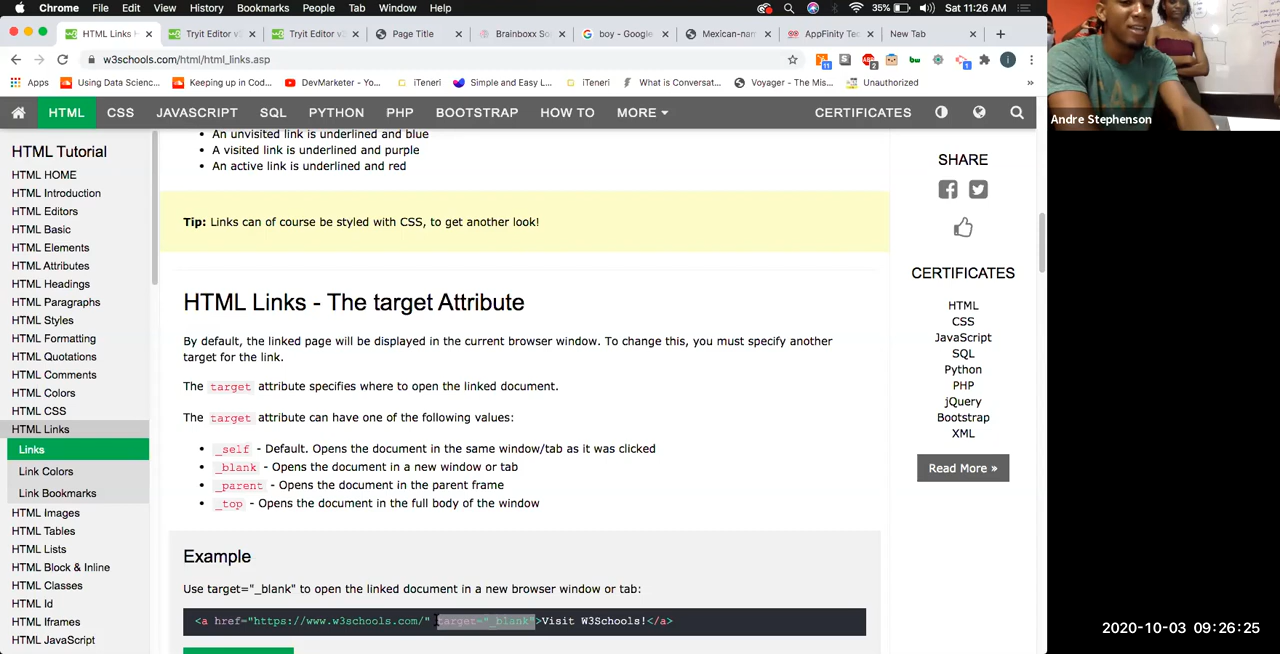 Chrome File Edit View History Bookmarks People Tab Window Help 35% Sat 11:26 AM
HTML Links Tryit Editor v3 Tryit Editor v3 Page Title Brainboxx So boy - Google Mexican-nam AppFinity Tec New Tab
w3schools.com/html/html_links.asp
Apps Using Data Scienc... Keeping up in Cod... DevMarketer - Yo... iTeneri Simple and Easy L... iTeneri What is Conversat... Voyager - The Mis... Unauthorized »
HTML CSS JAVASCRIPT SQL PYTHON PHP BOOTSTRAP HOW TO MORE CERTIFICATES
Andre Stephenson
HTML Tutorial
HTML HOME
HTML Introduction
HTML Editors
HTML Basic
HTML Elements
HTML Attributes
HTML Headings
HTML Paragraphs
HTML Styles
HTML Formatting
HTML Quotations
HTML Comments
HTML Colors
HTML CSS
HTML Links
Links
Link Colors
Link Bookmarks
HTML Images
HTML Tables
HTML Lists
HTML Block & Inline
HTML Classes
HTML Id
HTML Iframes
HTML JavaScript
• An unvisited link is underlined and blue
• A visited link is underlined and purple
• An active link is underlined and red
Tip: Links can of course be styled with CSS, to get another look!
HTML Links - The target Attribute
By default, the linked page will be displayed in the current browser window. To change this, you must specify another
target for the link.
The target attribute specifies where to open the linked document.
The target attribute can have one of the following values:
• _self - Default. Opens the document in the same window/tab as it was clicked
• _blank - Opens the document in a new window or tab
• _parent - Opens the document in the parent frame
• _top - Opens the document in the full body of the window
Example
Use target="_blank" to open the linked document in a new browser window or tab:
<a href="https://www.w3schools.com/" target="_blank">Visit W3Schools!</a>
SHARE
CERTIFICATES
HTML
CSS
JavaScript
SQL
Python
PHP
jQuery
Bootstrap
XML
Read More »
2020-10-03 09:26:25